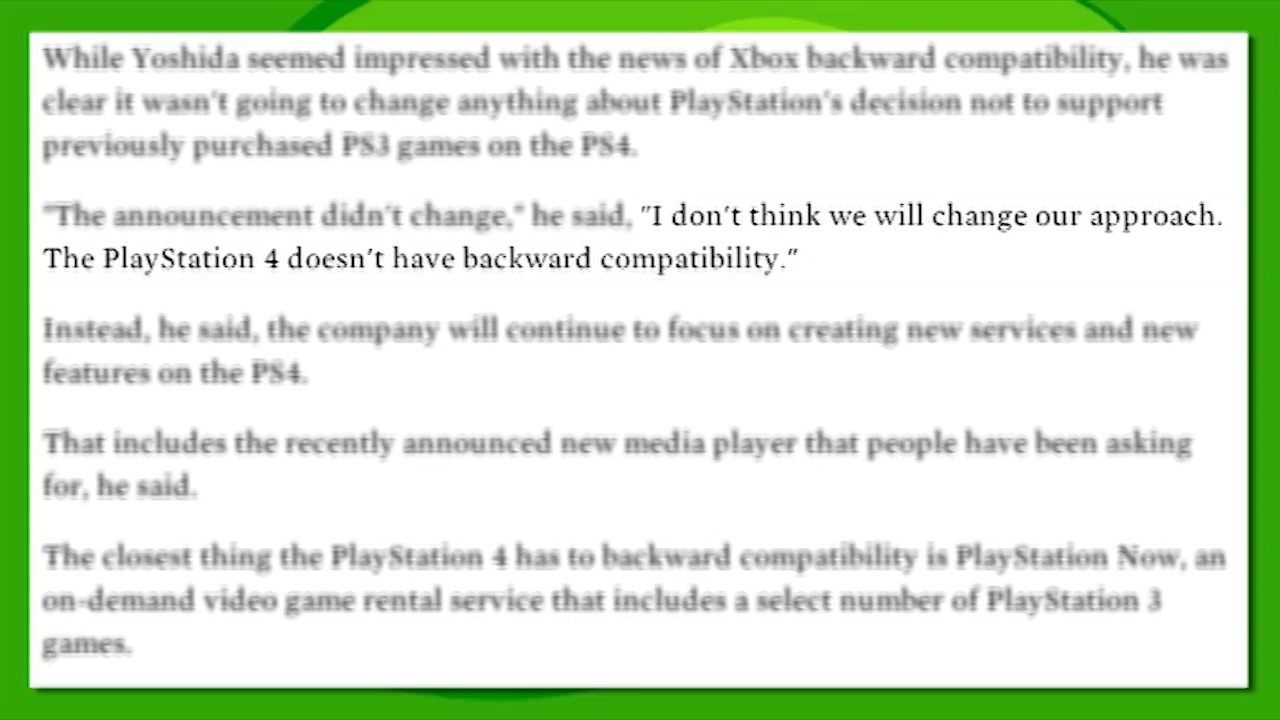 While Yoshida seemed impressed with the news of Xbox backward compatibility, he was
clear it wasn't going to change anything about PlayStation's decision not to support
previously purchased PS3 games on the PS4.
"The announcement didn't change," he said, "I don't think we will change our approach.
The PlayStation 4 doesn't have backward compatibility."
Instead, he said, the company will continue to focus on creating new services and new
features on the PS4.
That includes the recently announced new media player that people have been asking
for, he said.
The closest thing the PlayStation 4 has to backward compatibility is PlayStation Now, an
on-demand video game rental service that includes a select number of PlayStation 3
games.